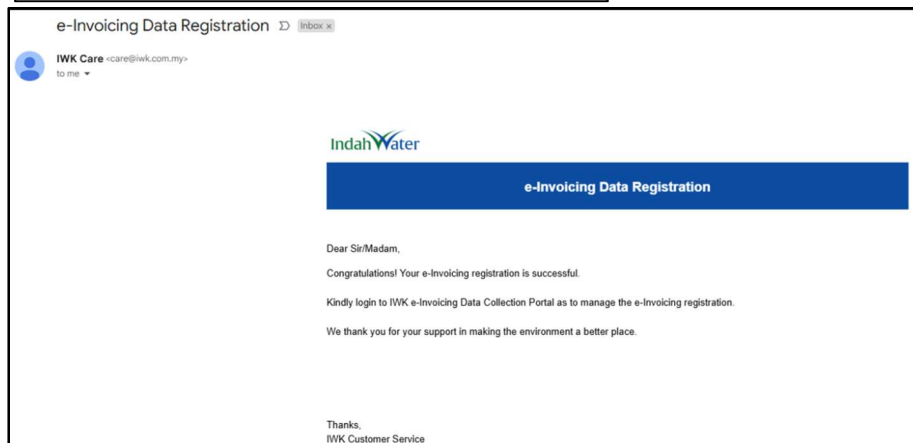 e-Invoicing Data Registration Inbox x
IWK Care <care@iwk.com.my>
to me
IndahWater
e-Invoicing Data Registration
Dear Sir/Madam,
Congratulations! Your e-Invoicing registration is successful.
Kindly login to IWK e-Invoicing Data Collection Portal as to manage the e-Invoicing registration.
We thank you for your support in making the environment a better place.
Thanks,
IWK Customer Service